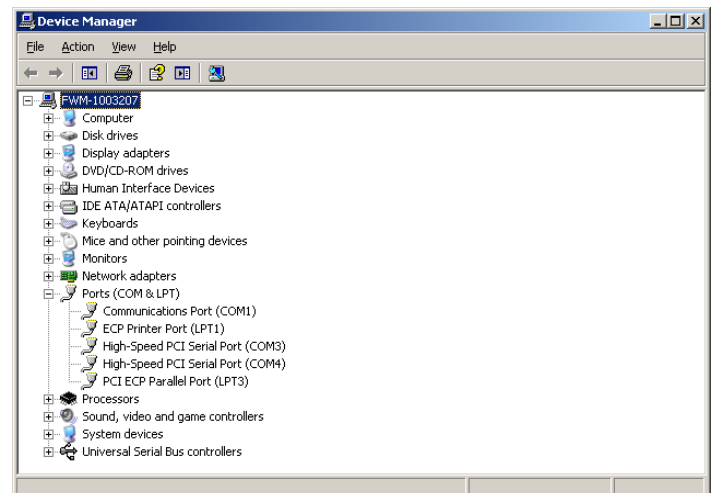 Device Manager
File Action View Help
FWM-1003207
Computer
Disk drives
Display adapters
DVD/CD-ROM drives
Human Interface Devices
IDE ATA/ATAPI controllers
Keyboards
Mice and other pointing devices
Monitors
Network adapters
Ports (COM & LPT)
Communications Port (COM1)
ECP Printer Port (LPT1)
High-Speed PCI Serial Port (COM3)
High-Speed PCI Serial Port (COM4)
PCI ECP Parallel Port (LPT3)
Processors
Sound, video and game controllers
System devices
Universal Serial Bus controllers